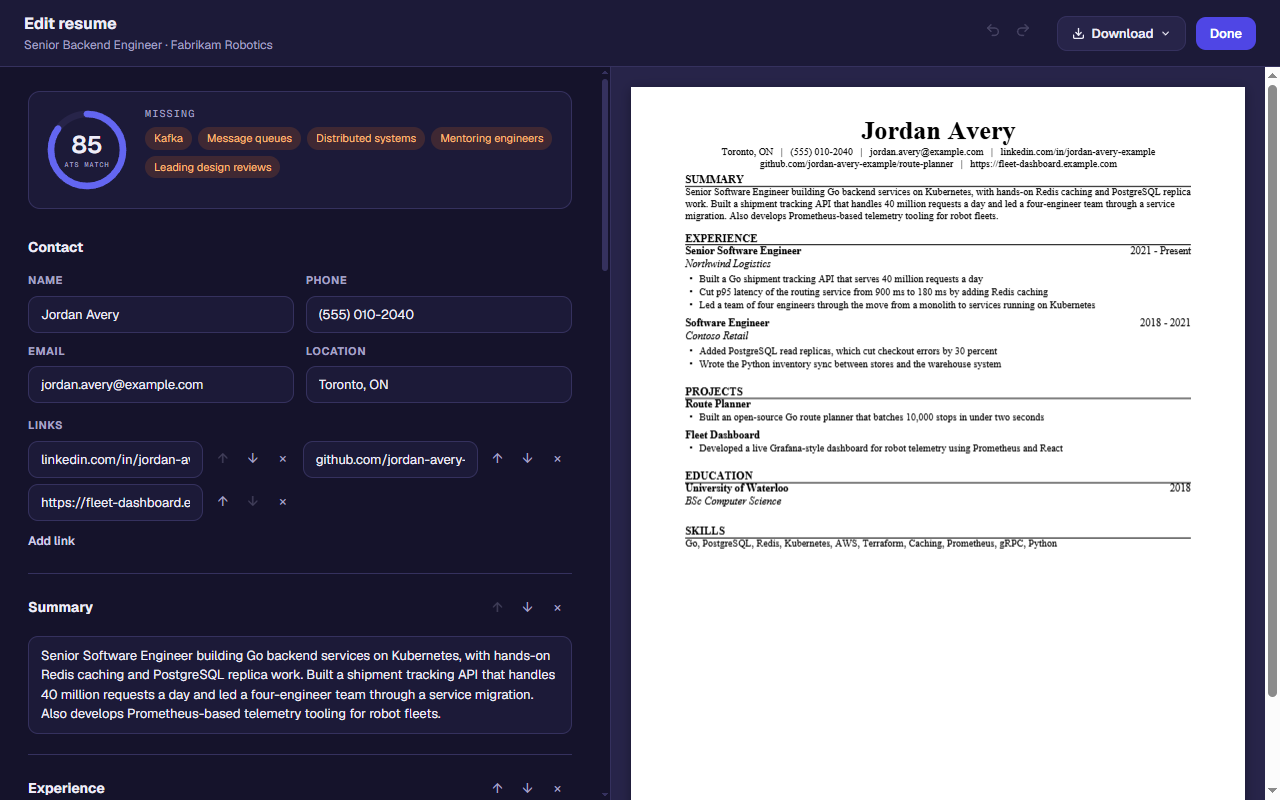 Edit resume
Senior Backend Engineer · Fabrikam Robotics
Download
Done
85
ATS MATCH
MISSING
Kafka
Message queues
Distributed systems
Mentoring engineers
Leading design reviews
Contact
NAME
PHONE
Jordan Avery
(555) 010-2040
EMAIL
LOCATION
jordan.avery@example.com
Toronto, ON
LINKS
linkedin.com/in/jordan-av
github.com/jordan-avery-
https://fleet-dashboard.e
Add link
Summary
Senior Software Engineer building Go backend services on Kubernetes, with hands-on
Redis caching and PostgreSQL replica work. Built a shipment tracking API that handles
40 million requests a day and led a four-engineer team through a service migration.
Also develops Prometheus-based telemetry tooling for robot fleets.
Experience
Jordan Avery
Toronto, ON | (555) 010-2040 | jordan.avery@example.com | linkedin.com/in/jordan-avery-example
github.com/jordan-avery-example/route-planner | https://fleet-dashboard.example.com
SUMMARY
Senior Software Engineer building Go backend services on Kubernetes, with hands-on Redis caching and PostgreSQL replica
work. Built a shipment tracking API that handles 40 million requests a day and led a four-engineer team through a service
migration. Also develops Prometheus-based telemetry tooling for robot fleets.
EXPERIENCE
Senior Software Engineer 2021 - Present
Northwind Logistics
• Built a Go shipment tracking API that serves 40 million requests a day
• Cut p95 latency of the routing service from 900 ms to 180 ms by adding Redis caching
• Led a team of four engineers through the move from a monolith to services running on Kubernetes
Software Engineer 2018 - 2021
Contoso Retail
• Added PostgreSQL read replicas, which cut checkout errors by 30 percent
• Wrote the Python inventory sync between stores and the warehouse system
PROJECTS
Route Planner
• Built an open-source Go route planner that batches 10,000 stops in under two seconds
Fleet Dashboard
• Developed a live Grafana-style dashboard for robot telemetry using Prometheus and React
EDUCATION
University of Waterloo 2018
BSc Computer Science
SKILLS
Go, PostgreSQL, Redis, Kubernetes, AWS, Terraform, Caching, Prometheus, gRPC, Python